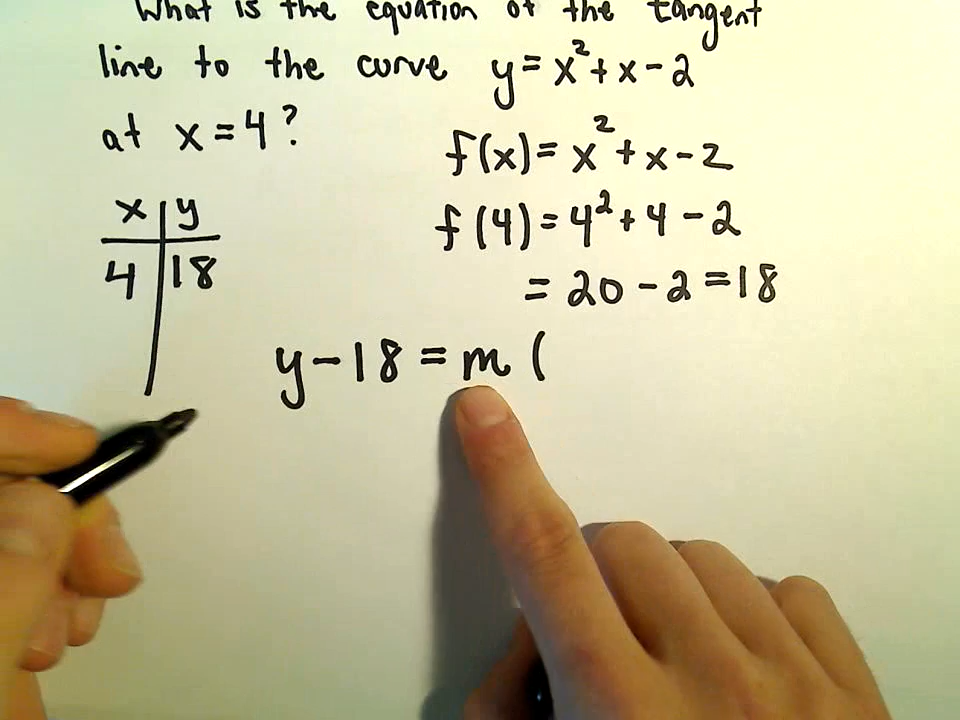 What is the equation of the tangent
line to the curve y = x² + x - 2
at x = 4?
f(x) = x² + x - 2
f(4) = 4² + 4 - 2
= 20 - 2 = 18
x y
4 18
y - 18 = m (